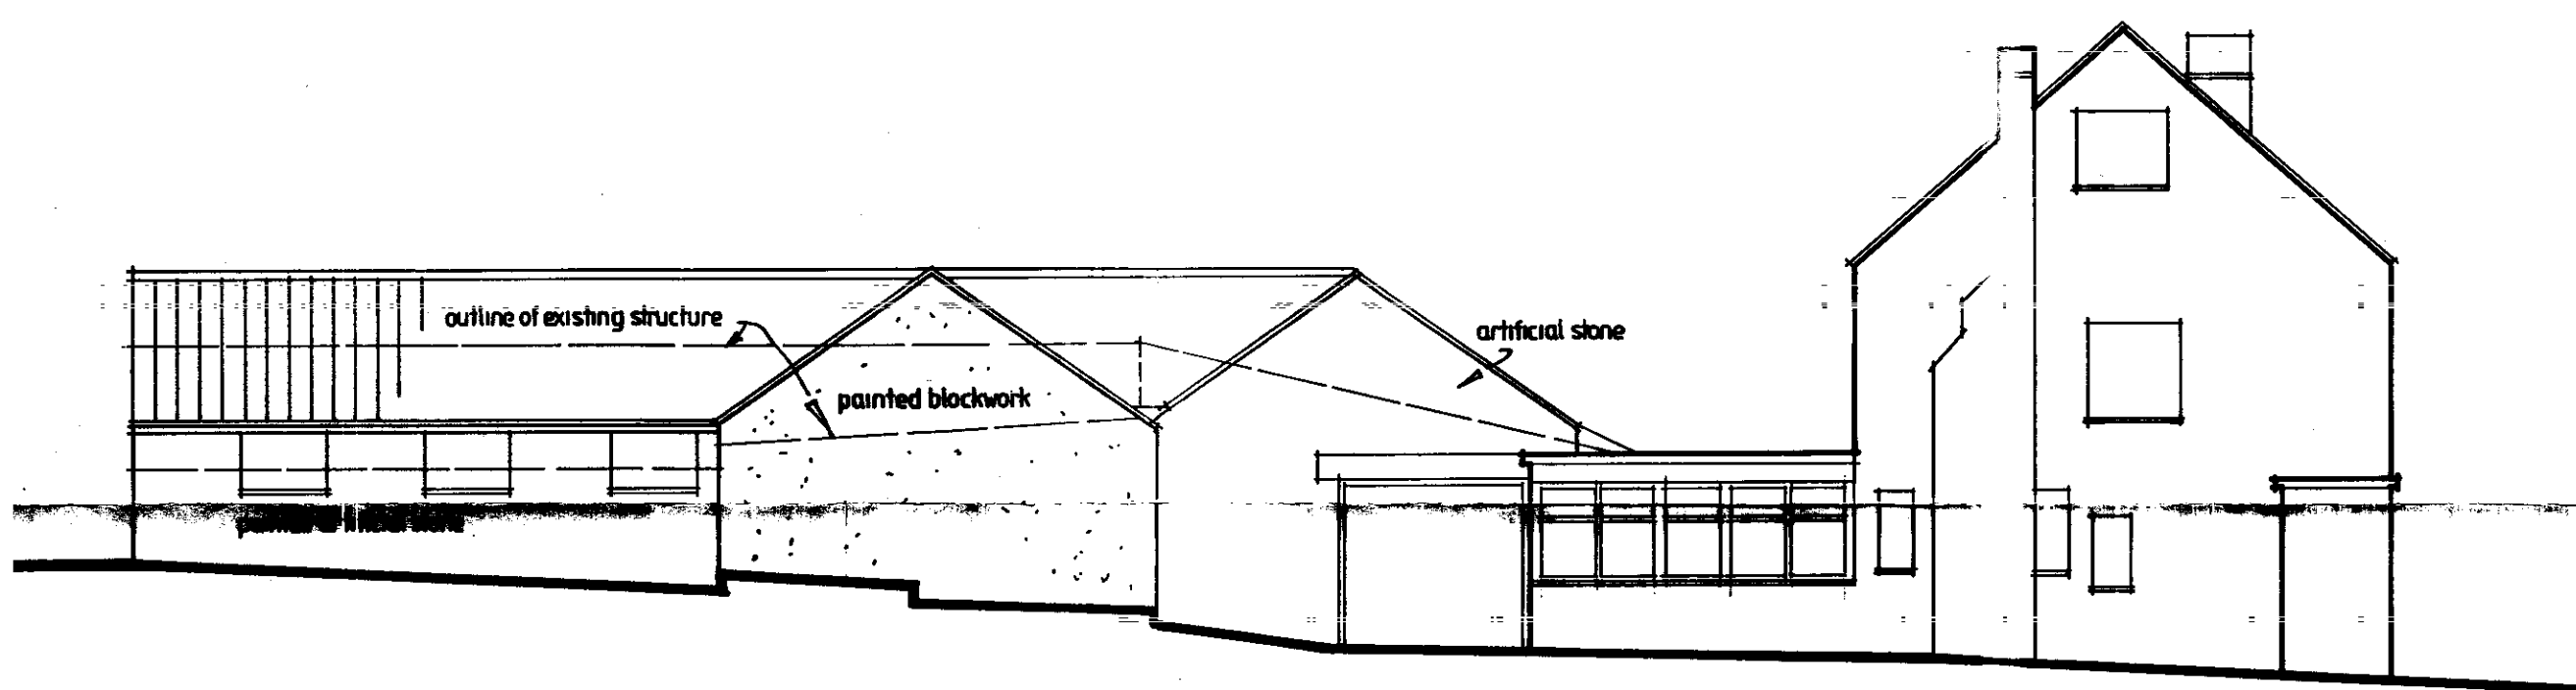 outline of existing structure
artificial stone
painted blockwork